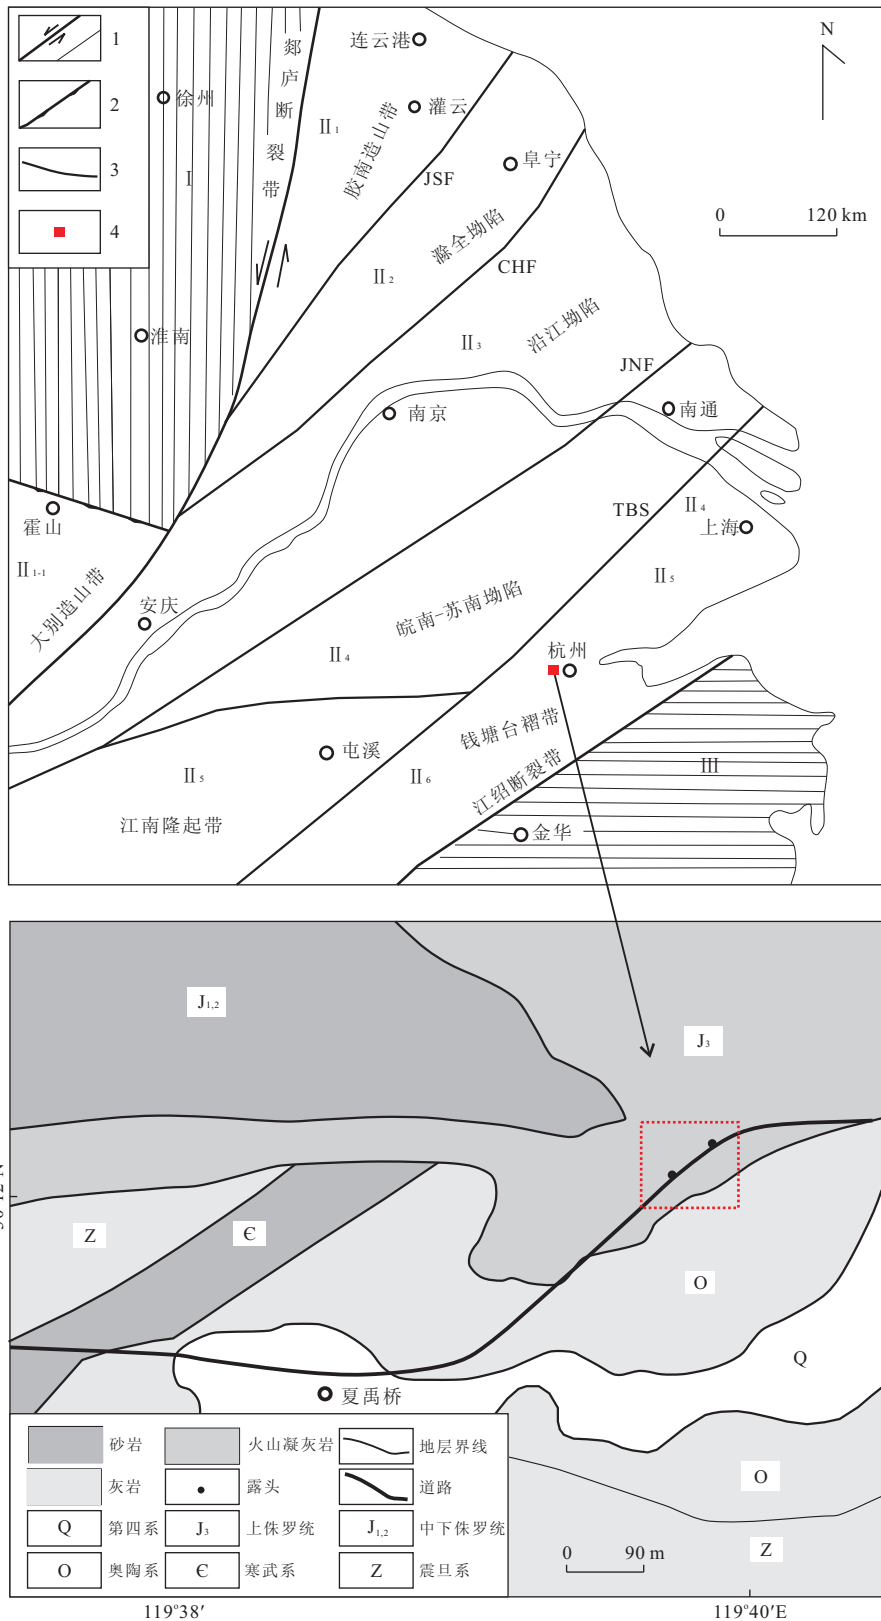 1
2
3
4
连云港
N
郯庐断裂带
徐州
灌云
Ⅱ1
胶南造山带
阜宁
JSF
I
0
120 km
滁全坳陷
CHF
Ⅱ2
沿江坳陷
Ⅱ3
淮南
JNF
南京
南通
TBS
Ⅱ4
上海
霍山
Ⅱ1-1
Ⅱ5
大别造山带
安庆
皖南-苏南坳陷
Ⅱ4
杭州
钱塘台褶带
屯溪
Ⅱ5
Ⅱ6
江绍断裂带
III
江南隆起带
金华
J1,2
J3
Z
Є
O
Q
夏禹桥
砂岩
火山凝灰岩
地层界线
灰岩
露头
道路
Q
第四系
J3
上侏罗统
J1,2
中下侏罗统
O
奥陶系
Є
寒武系
Z
震旦系
O
Z
0
90 m
119°38′
119°40′E